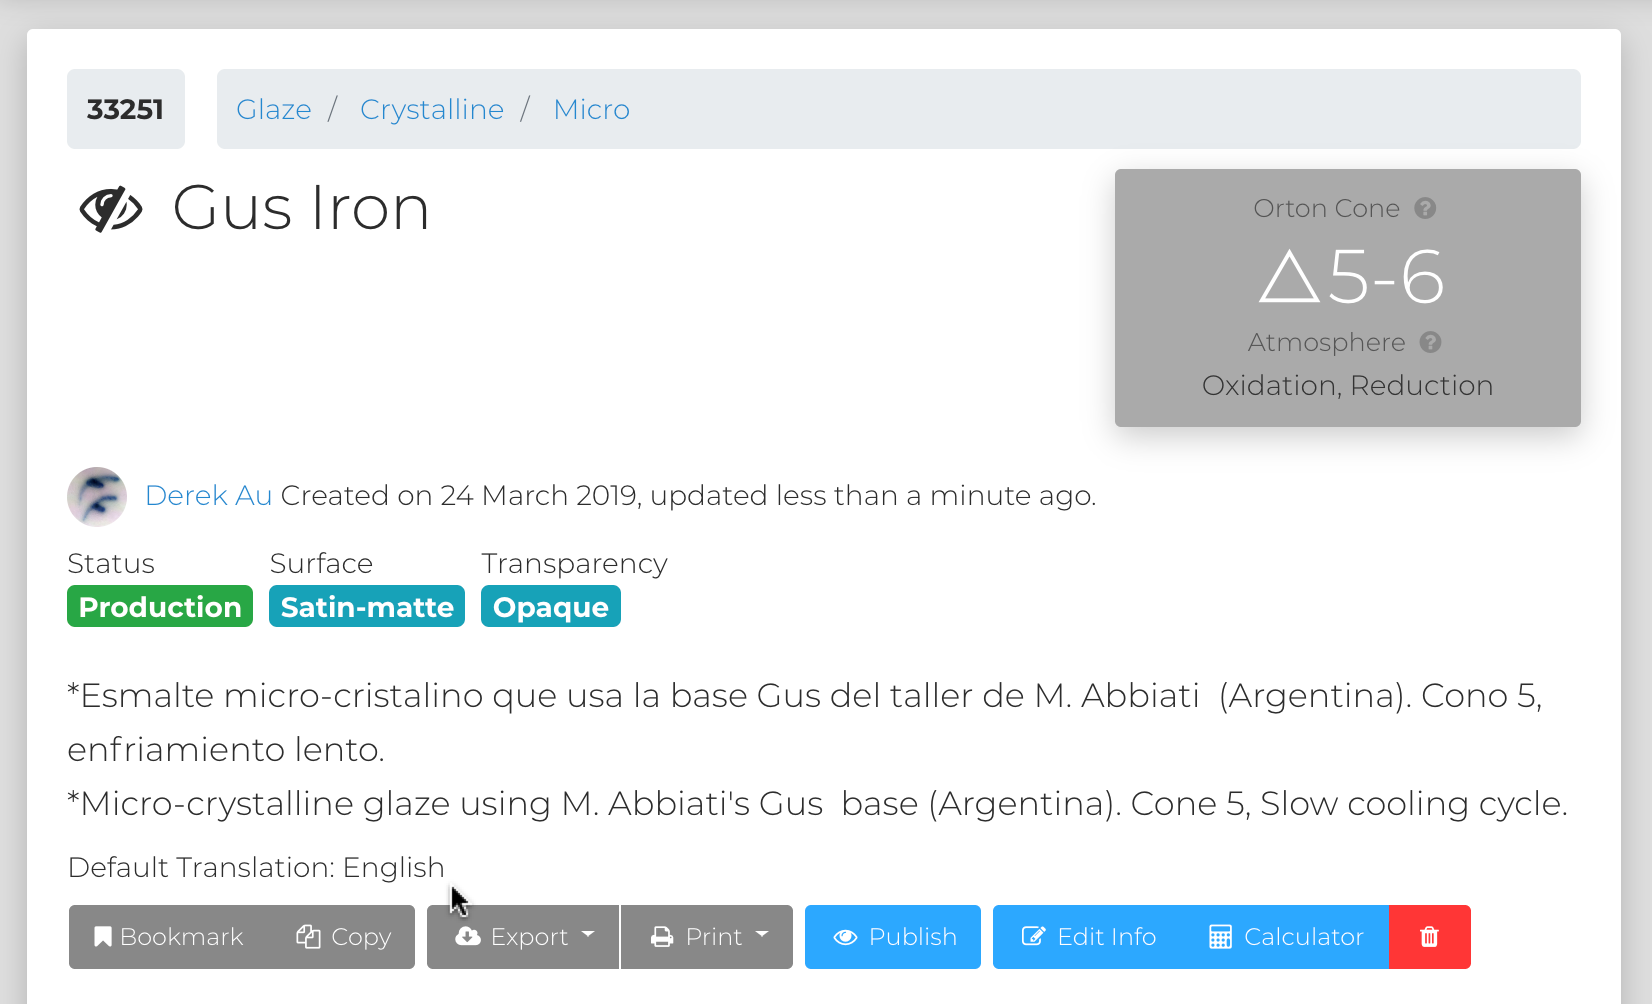 33251
Glaze / Crystalline / Micro
Gus Iron
Orton Cone ?
△5-6
Atmosphere ?
Oxidation, Reduction
Derek Au Created on 24 March 2019, updated less than a minute ago.
Status Surface Transparency
Production Satin-matte Opaque
*Esmalte micro-cristalino que usa la base Gus del taller de M. Abbiati (Argentina). Cono 5,
enfriamiento lento.
*Micro-crystalline glaze using M. Abbiati's Gus base (Argentina). Cone 5, Slow cooling cycle.
Default Translation: English
Bookmark Copy Export Print Publish Edit Info Calculator